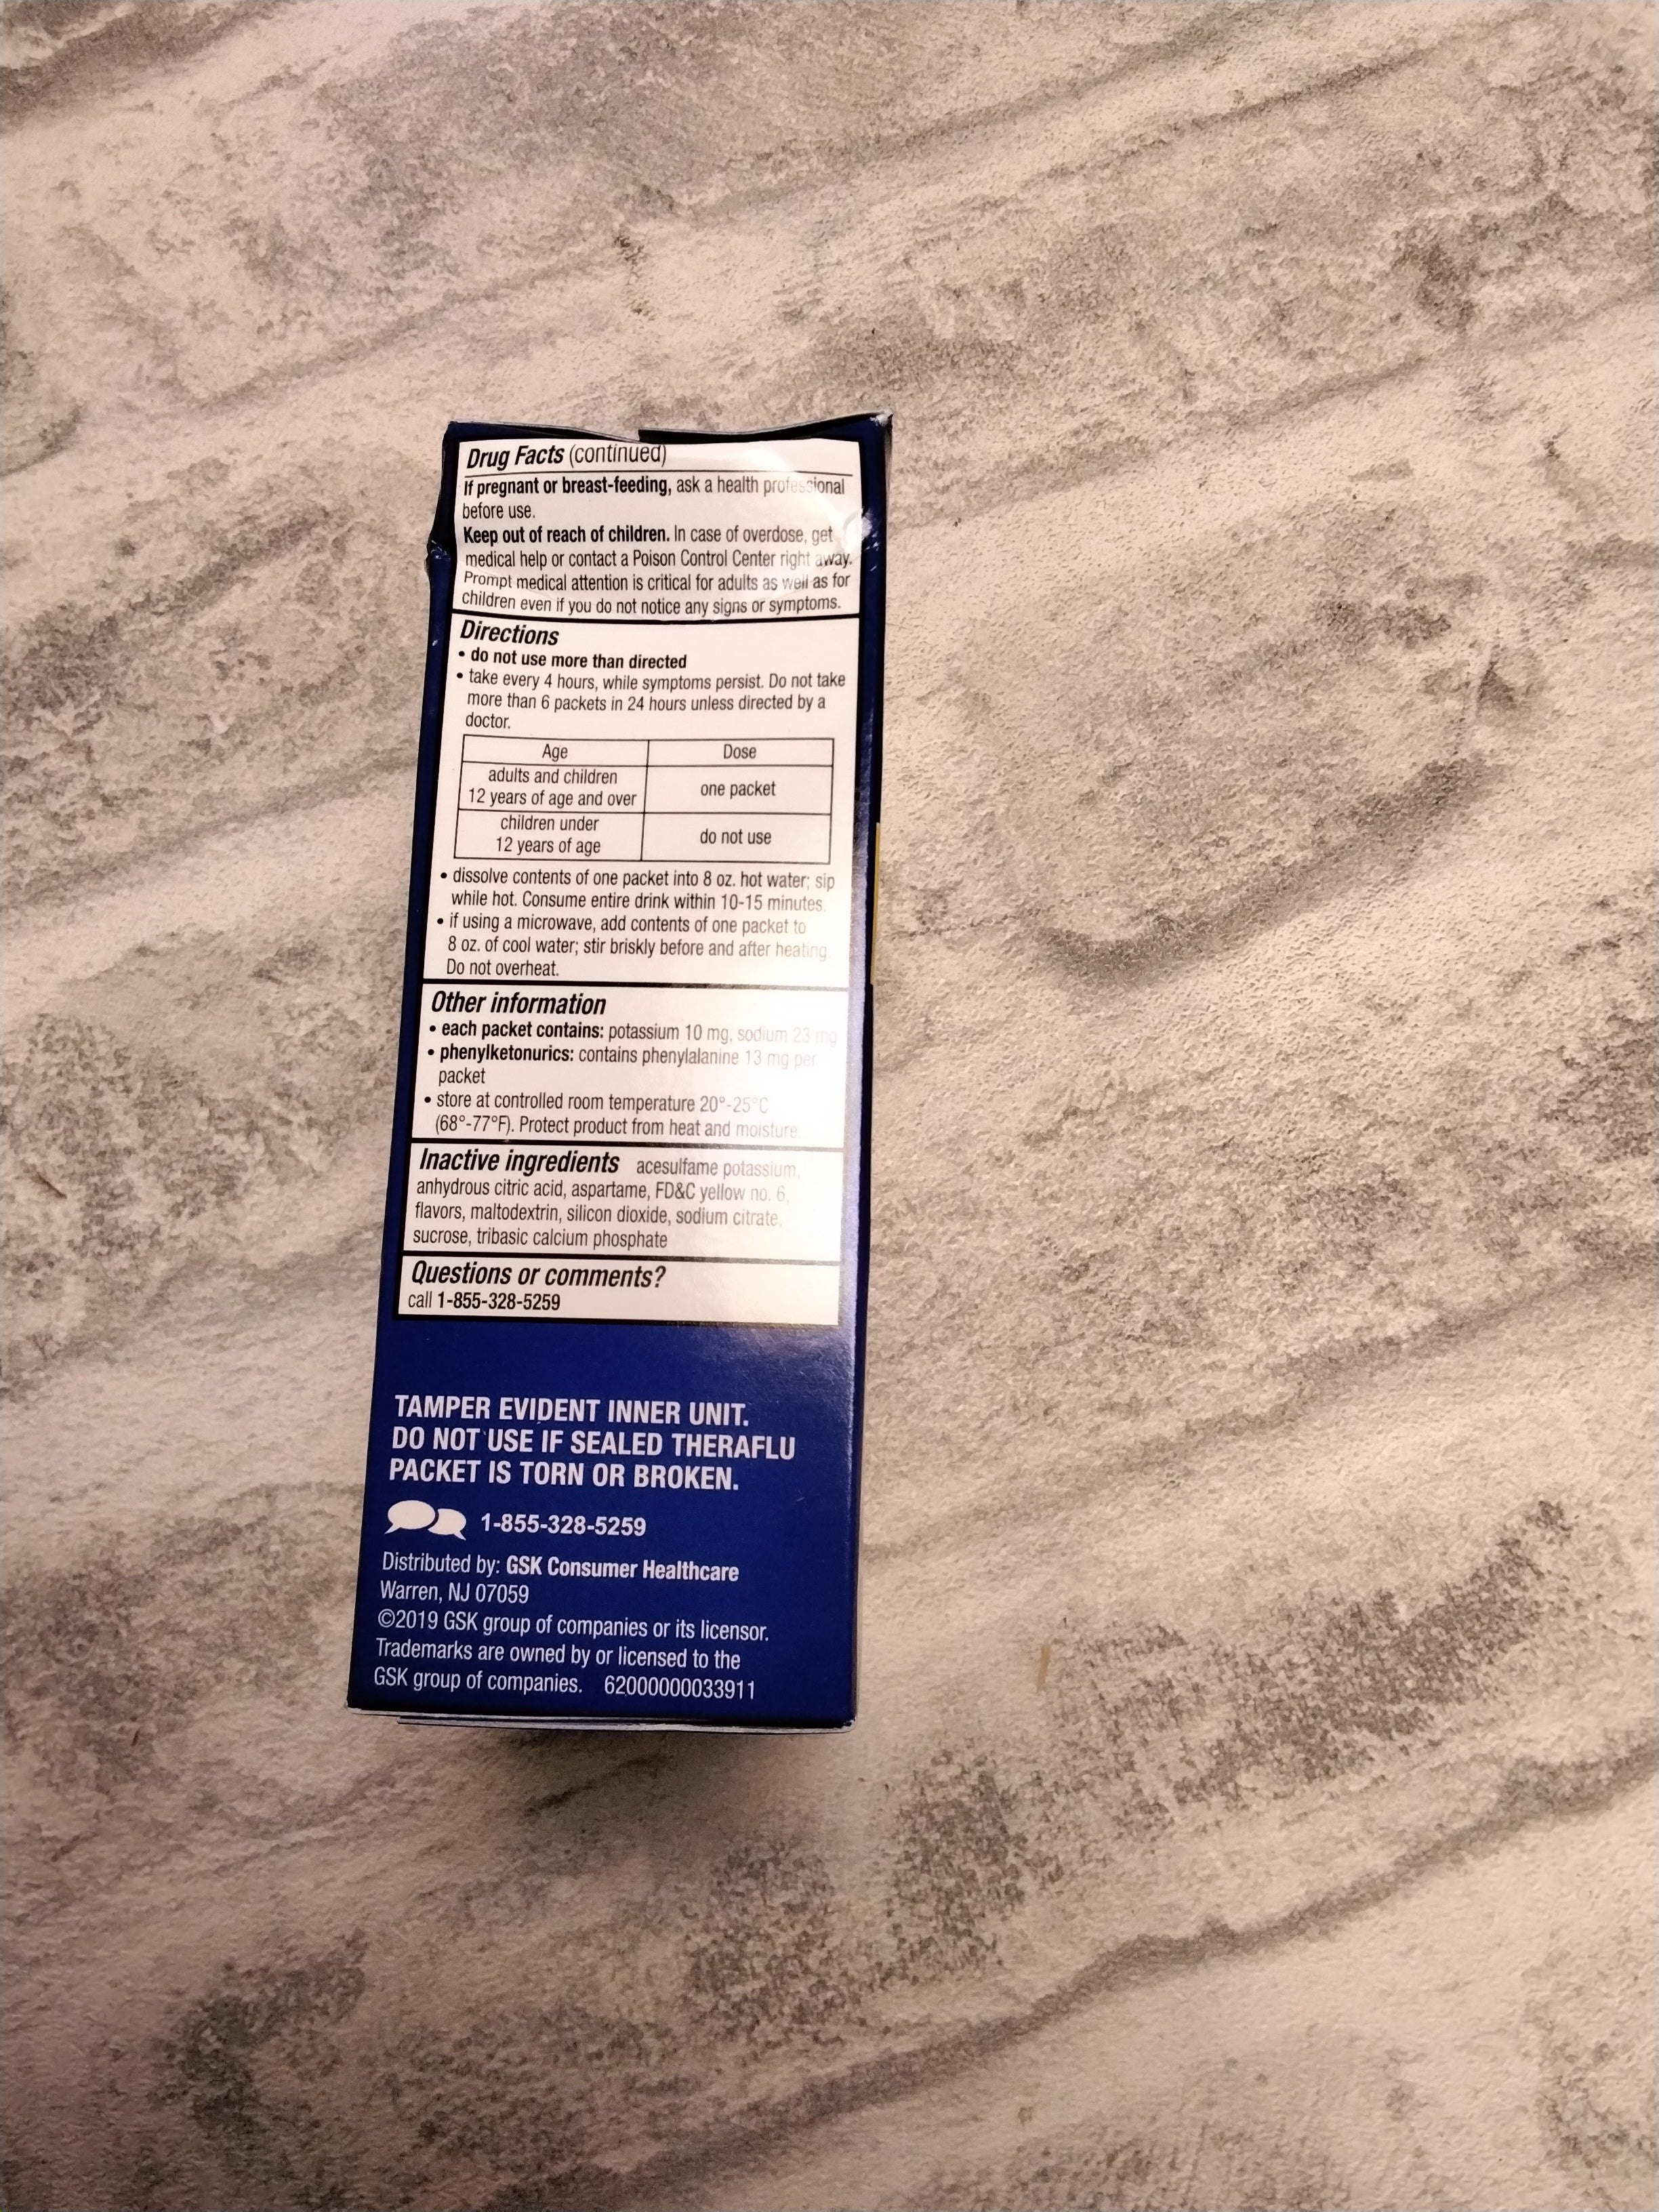 Drug Facts (continued)
If pregnant or breast-feeding, ask a health professional
before use.
Keep out of reach of children. In case of overdose, get
medical help or contact a Poison Control Center right away.
Prompt medical attention is critical for adults as well as for
children even if you do not notice any signs or symptoms.
Directions
• do not use more than directed
• take every 4 hours, while symptoms persist. Do not take
more than 6 packets in 24 hours unless directed by a
doctor.
Age Dose
adults and children
12 years of age and over one packet
children under
12 years of age do not use
• dissolve contents of one packet into 8 oz. hot water; sip
while hot. Consume entire drink within 10-15 minutes.
• if using a microwave, add contents of one packet to
8 oz. of cool water; stir briskly before and after heating.
Do not overheat.
Other information
• each packet contains: potassium 10 mg, sodium 23 mg
• phenylketonurics: contains phenylalanine 13 mg per
packet
• store at controlled room temperature 20°-25°C
(68°-77°F). Protect product from heat and moisture.
Inactive ingredients acesulfame potassium,
anhydrous citric acid, aspartame, FD&C yellow no. 6,
flavors, maltodextrin, silicon dioxide, sodium citrate,
sucrose, tribasic calcium phosphate
Questions or comments?
call 1-855-328-5259
TAMPER EVIDENT INNER UNIT.
DO NOT USE IF SEALED THERAFLU
PACKET IS TORN OR BROKEN.
1-855-328-5259
Distributed by: GSK Consumer Healthcare
Warren, NJ 07059
©2019 GSK group of companies or its licensor.
Trademarks are owned by or licensed to the
GSK group of companies. 62000000033911